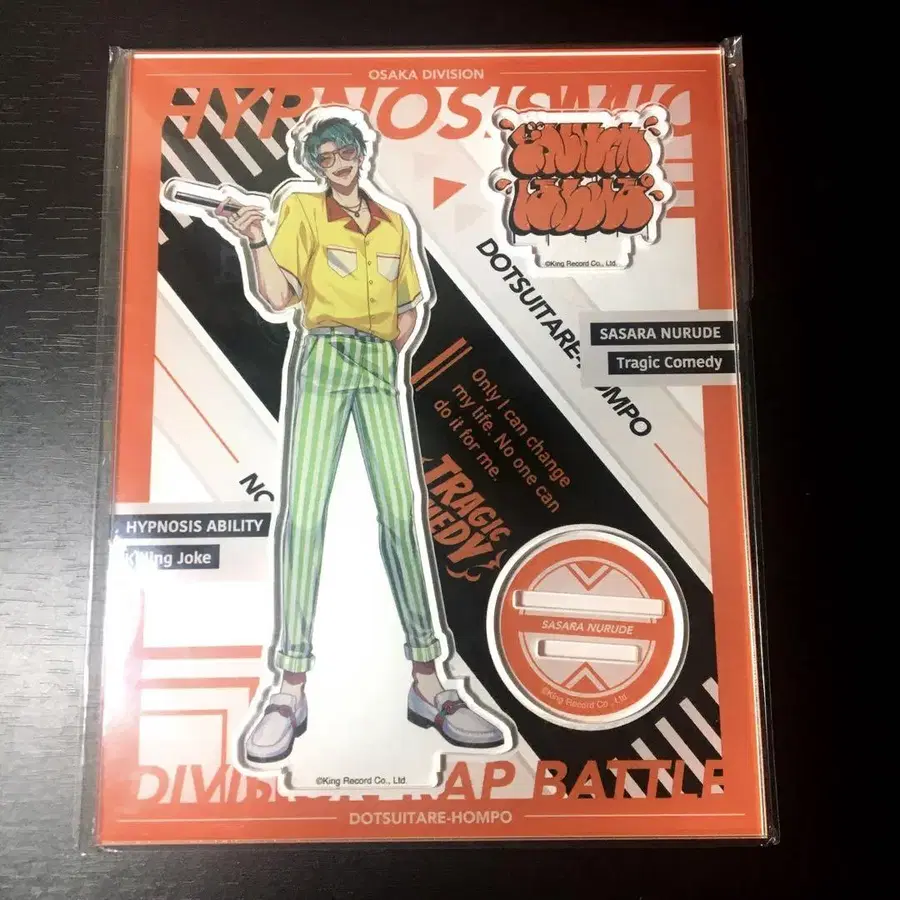 OSAKA DIVISION
HYPNOSISMIC
©King Record Co., Ltd.
DOTSUITARE-HOMPO
SASARA NURUDE
Tragic Comedy
Only I can change
my life. No one can
do it for me.
TRAGIC
HYPNOSIS ABILITY
Killing Joke
SASARA NURUDE
©King Record Co., Ltd.
©King Record Co., Ltd.
DIVISION RAP BATTLE
DOTSUITARE-HOMPO